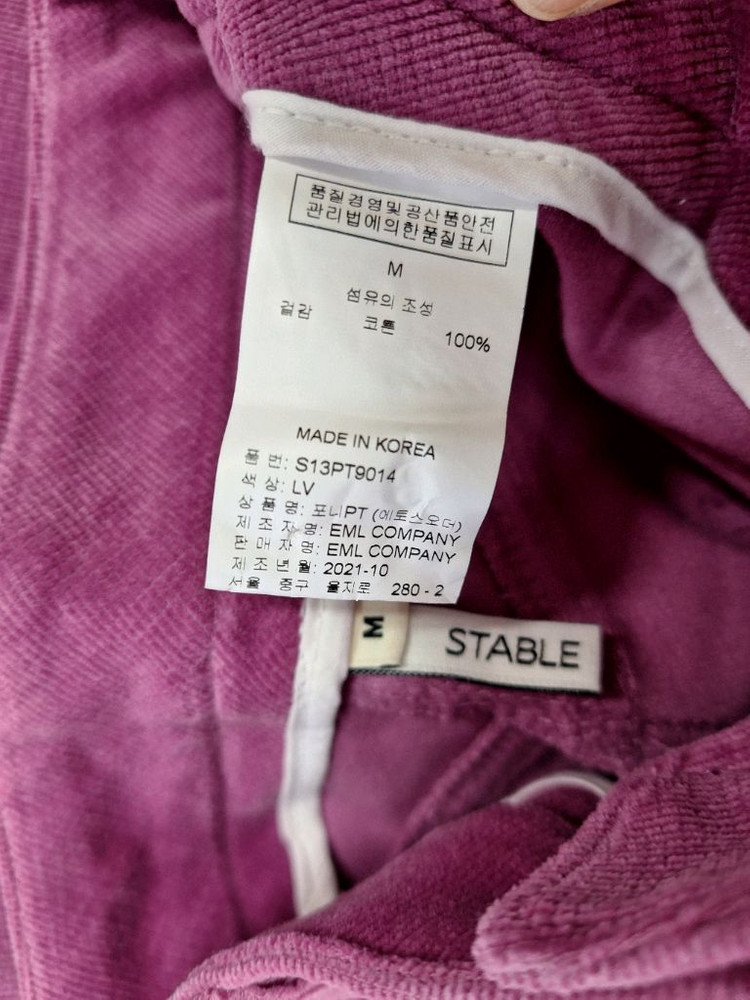 품질경영및공산품안전
관리법에의한품질표시
M
섬유의 조성
겉감 코튼 100%
MADE IN KOREA
품 번: S13PT9014
색 상: LV
상 품 명: 포니PT (에토스오더)
제 조 자 명: EML COMPANY
판 매 자 명: EML COMPANY
제 조 년 월: 2021-10
서울 중구 을지로 280-2
M
STABLE